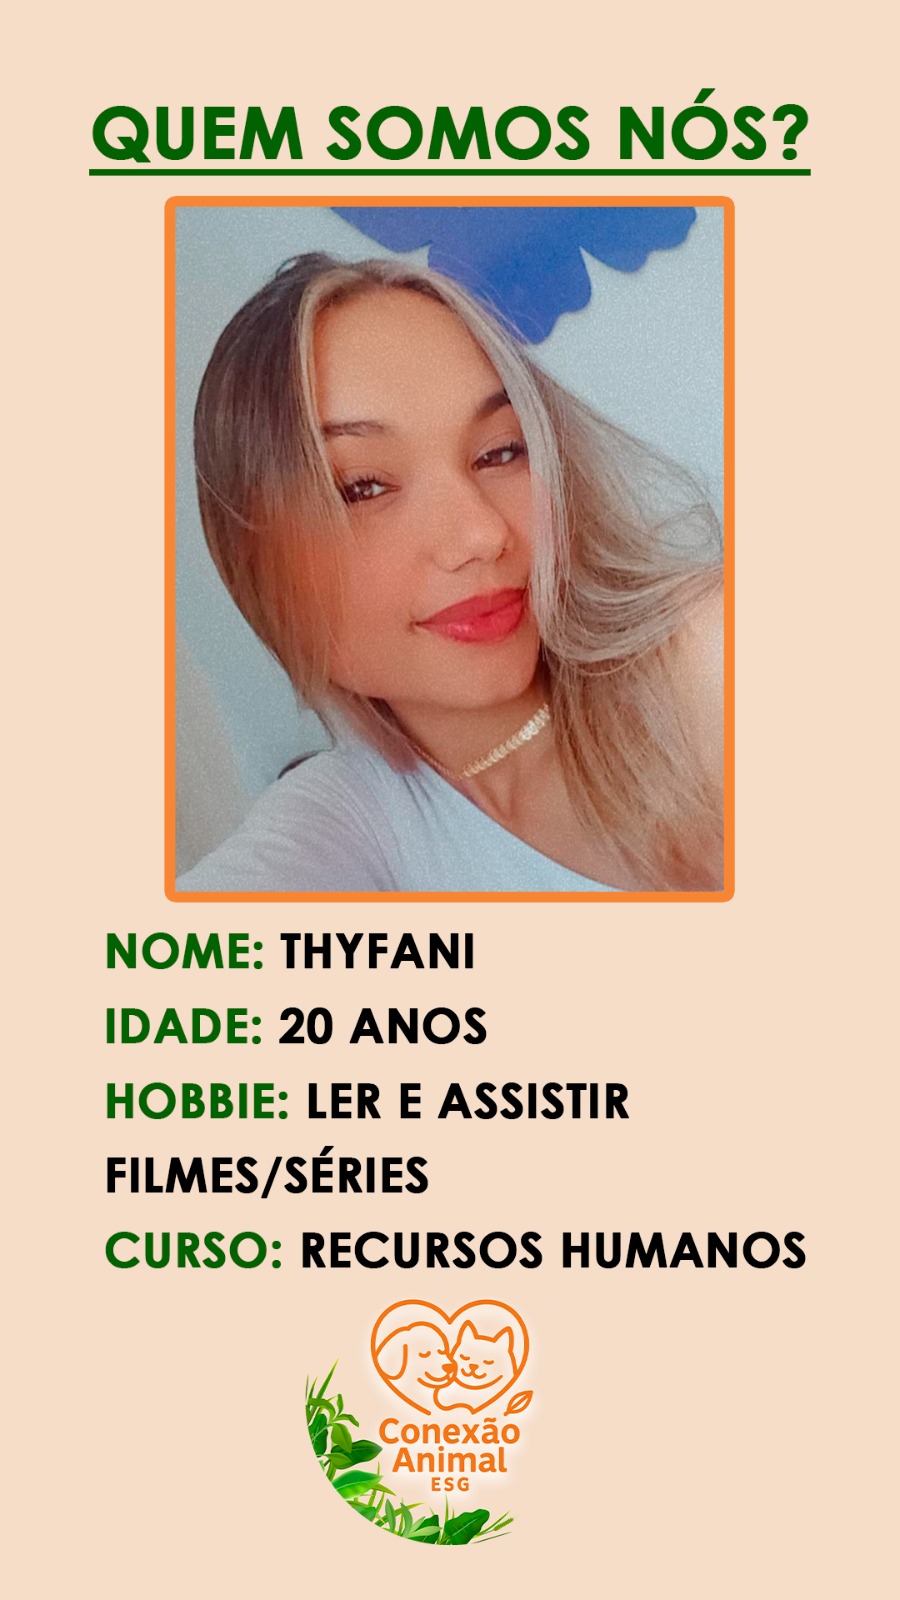 QUEM SOMOS NÓS?
NOME: THYFANI
IDADE: 20 ANOS
HOBBIE: LER E ASSISTIR
FILMES/SÉRIES
CURSO: RECURSOS HUMANOS
Conexão
Animal
ESG